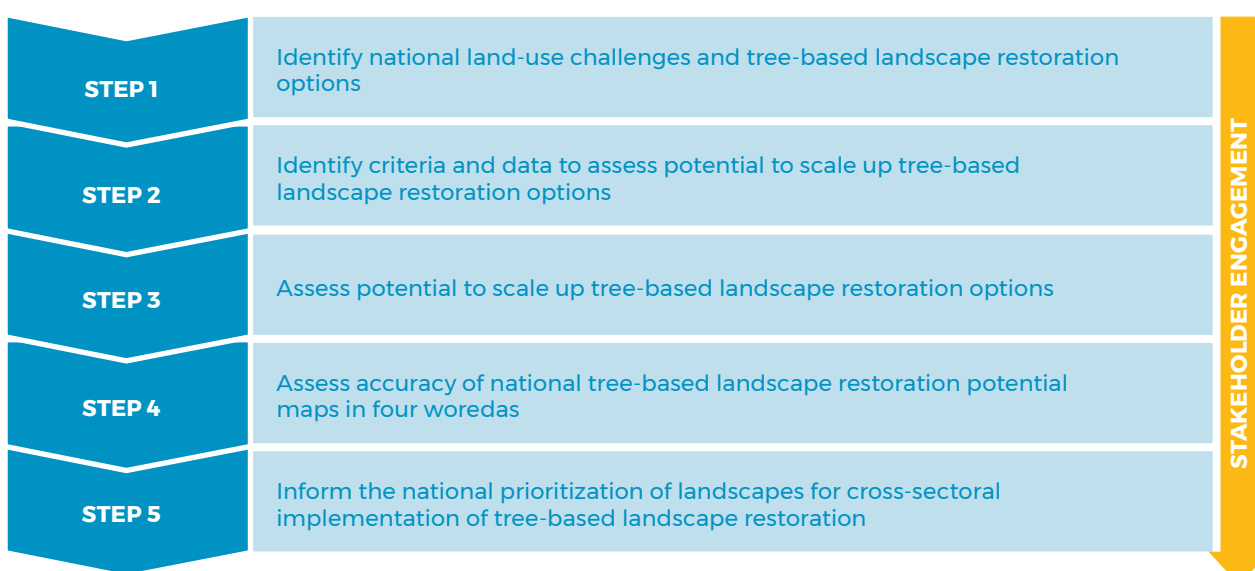 STEP 1
Identify national land-use challenges and tree-based landscape restoration
options
STEP 2
Identify criteria and data to assess potential to scale up tree-based
landscape restoration options
STEP 3
Assess potential to scale up tree-based landscape restoration options
STEP 4
Assess accuracy of national tree-based landscape restoration potential
maps in four woredas
STEP 5
Inform the national prioritization of landscapes for cross-sectoral
implementation of tree-based landscape restoration
STAKEHOLDER ENGAGEMENT